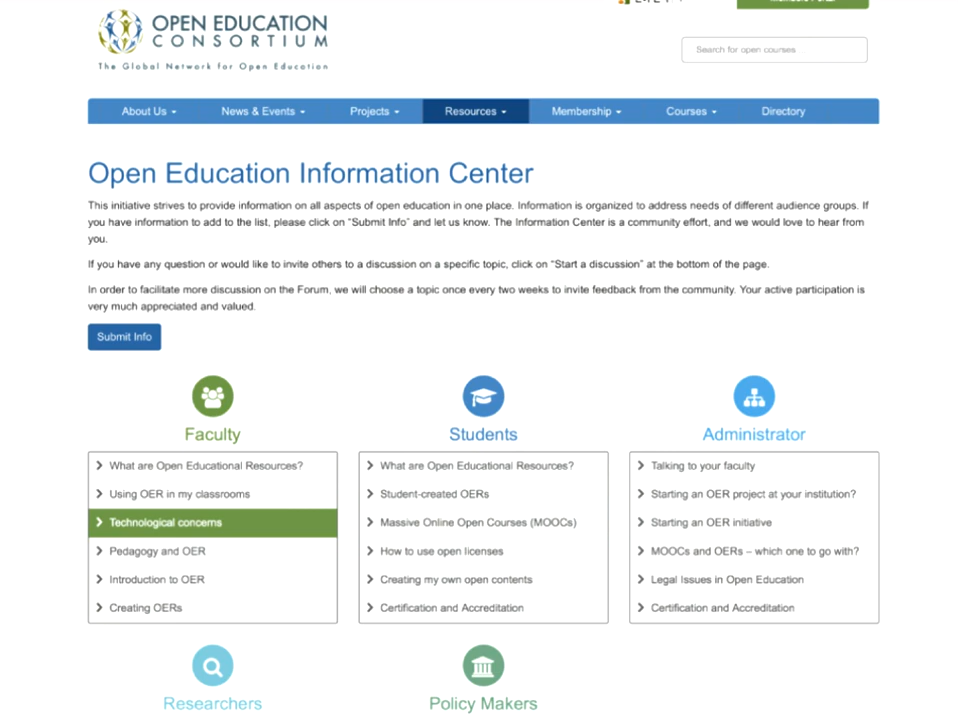 OPEN EDUCATION
CONSORTIUM
The Global Network for Open Education
Search for open courses
About Us
News & Events
Projects
Resources
Membership
Courses
Directory
Open Education Information Center
This initiative strives to provide information on all aspects of open education in one place. Information is organized to address needs of different audience groups. If
you have information to add to the list, please click on "Submit Info" and let us know. The Information Center is a community effort, and we would love to hear from
you.
If you have any question or would like to invite others to a discussion on a specific topic, click on "Start a discussion" at the bottom of the page.
In order to facilitate more discussion on the Forum, we will choose a topic once every two weeks to invite feedback from the community. Your active participation is
very much appreciated and valued.
Submit Info
Faculty
What are Open Educational Resources?
Using OER in my classrooms
Technological concerns
Pedagogy and OER
Introduction to OER
Creating OERs
Students
What are Open Educational Resources?
Student-created OERs
Massive Online Open Courses (MOOCs)
How to use open licenses
Creating my own open contents
Certification and Accreditation
Administrator
Talking to your faculty
Starting an OER project at your institution?
Starting an OER initiative
MOOCs and OERs – which one to go with?
Legal Issues in Open Education
Certification and Accreditation
Researchers
Policy Makers